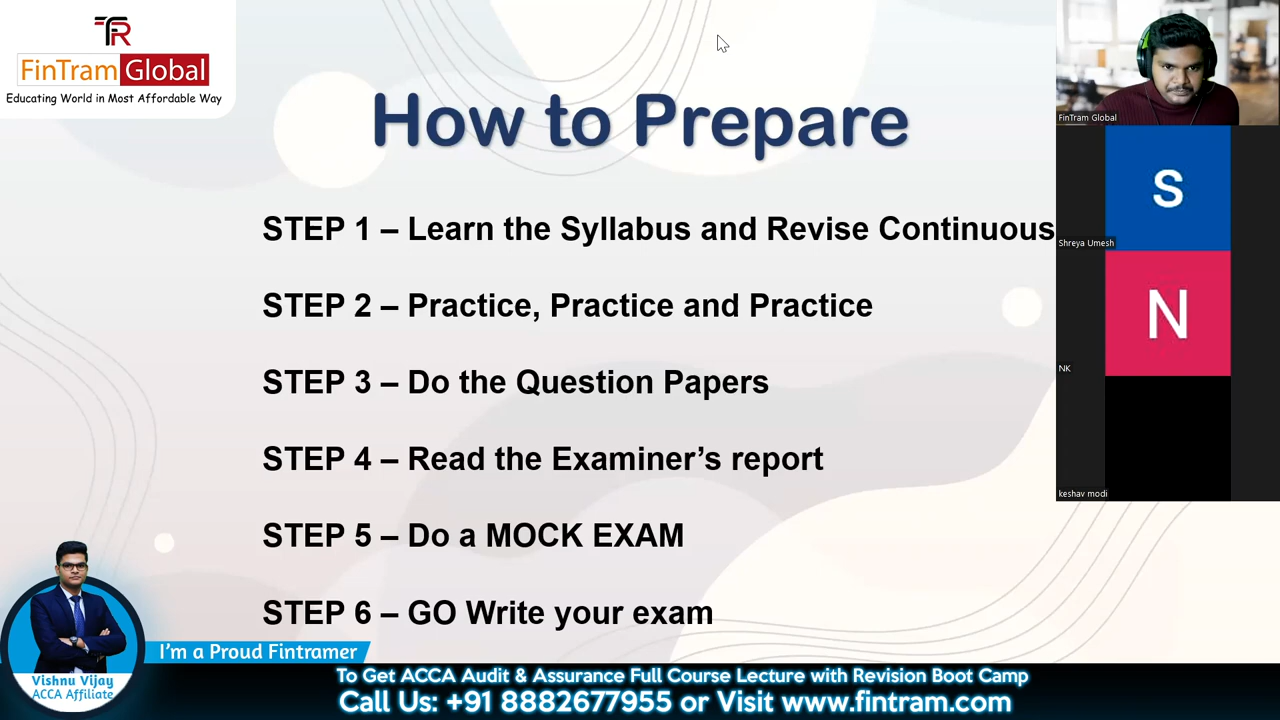 TR
FinTram Global
Educating World in Most Affordable Way
How to Prepare
STEP 1 – Learn the Syllabus and Revise Continuous
STEP 2 – Practice, Practice and Practice
STEP 3 – Do the Question Papers
STEP 4 – Read the Examiner’s report
STEP 5 – Do a MOCK EXAM
STEP 6 – GO Write your exam
FinTram Global
S
Shreya Umesh
N
NK
keshav modi
I’m a Proud Fintramer
Vishnu Vijay
ACCA Affiliate
To Get ACCA Audit & Assurance Full Course Lecture with Revision Boot Camp
Call Us: +91 8882677955 or Visit www.fintram.com